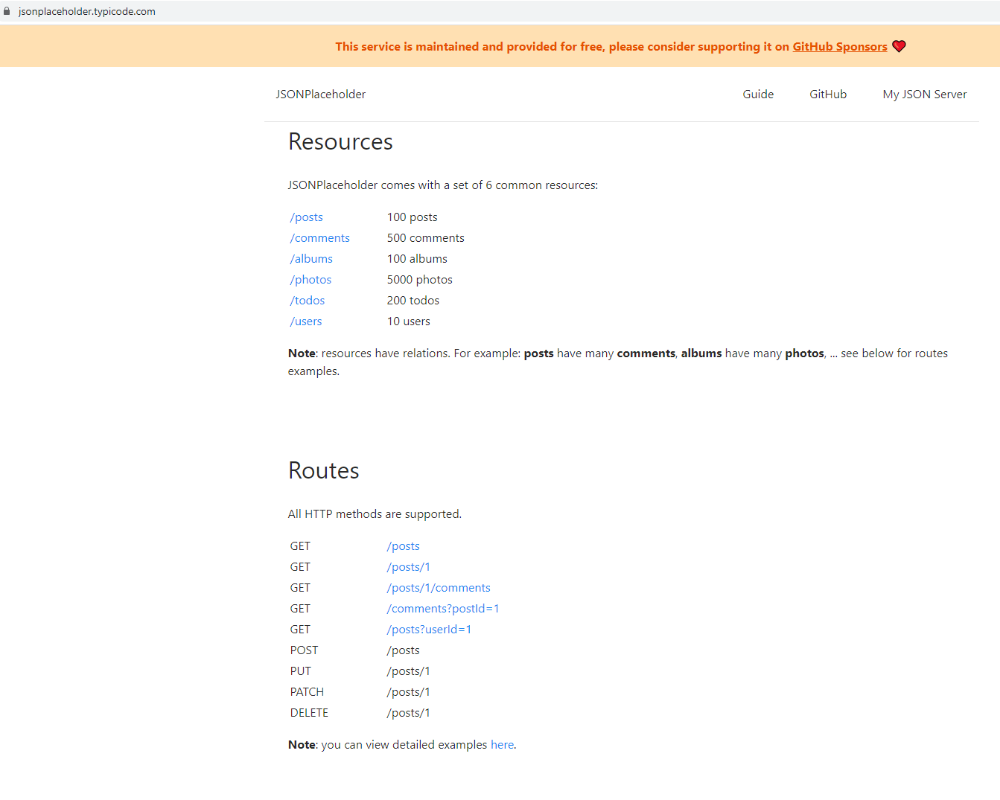 jsonplaceholder.typicode.com
This service is maintained and provided for free, please consider supporting it on GitHub Sponsors
JSONPlaceholder Guide GitHub My JSON Server
Resources
JSONPlaceholder comes with a set of 6 common resources:
/posts 100 posts
/comments 500 comments
/albums 100 albums
/photos 5000 photos
/todos 200 todos
/users 10 users
Note: resources have relations. For example: posts have many comments, albums have many photos, ... see below for routes
examples.
Routes
All HTTP methods are supported.
GET /posts
GET /posts/1
GET /posts/1/comments
GET /comments?postId=1
GET /posts?userId=1
POST /posts
PUT /posts/1
PATCH /posts/1
DELETE /posts/1
Note: you can view detailed examples here.